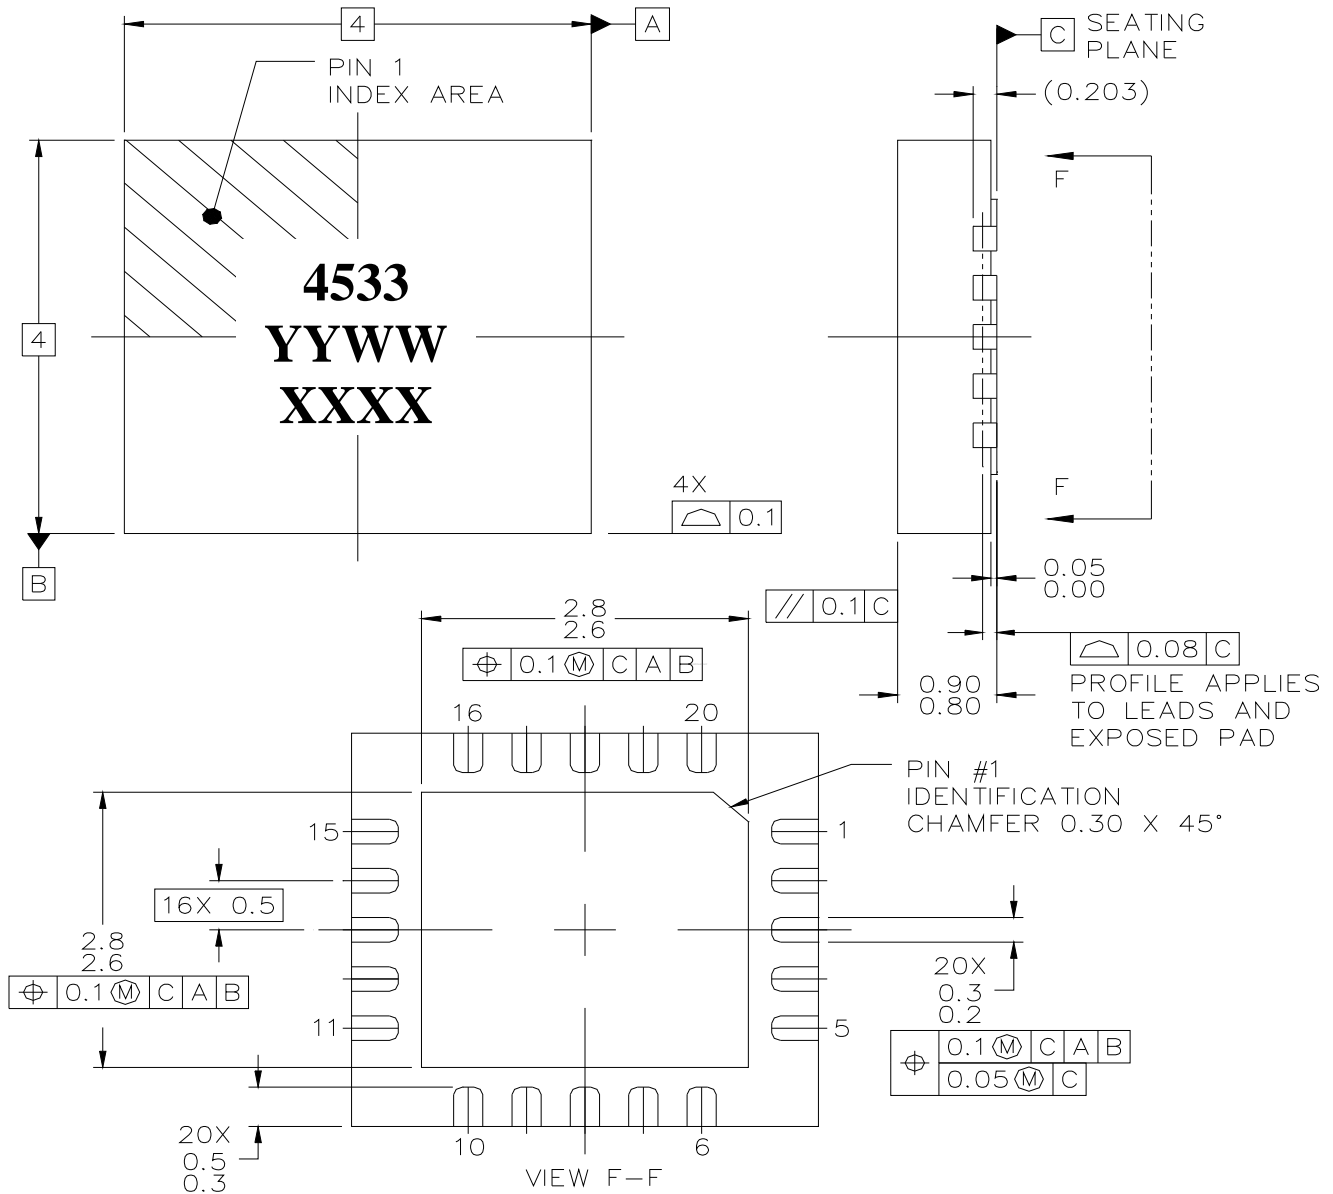 4
A
C
SEATING
PLANE
PIN 1
INDEX AREA
(0.203)
F
4533
YYWW
XXXX
4
4X
0.1
F
B
0.05
0.00
2.8
2.6
// 0.1 C
⌖ 0.1 Ⓜ C A B
0.08 C
0.90
0.80
PROFILE APPLIES
TO LEADS AND
EXPOSED PAD
16
20
PIN #1
IDENTIFICATION
CHAMFER 0.30 X 45°
15
1
16X 0.5
2.8
2.6
⌖ 0.1 Ⓜ C A B
20X
0.3
0.2
11
5
⌖ 0.1 Ⓜ C A B
0.05 Ⓜ C
20X
0.5
0.3
10
6
VIEW F-F